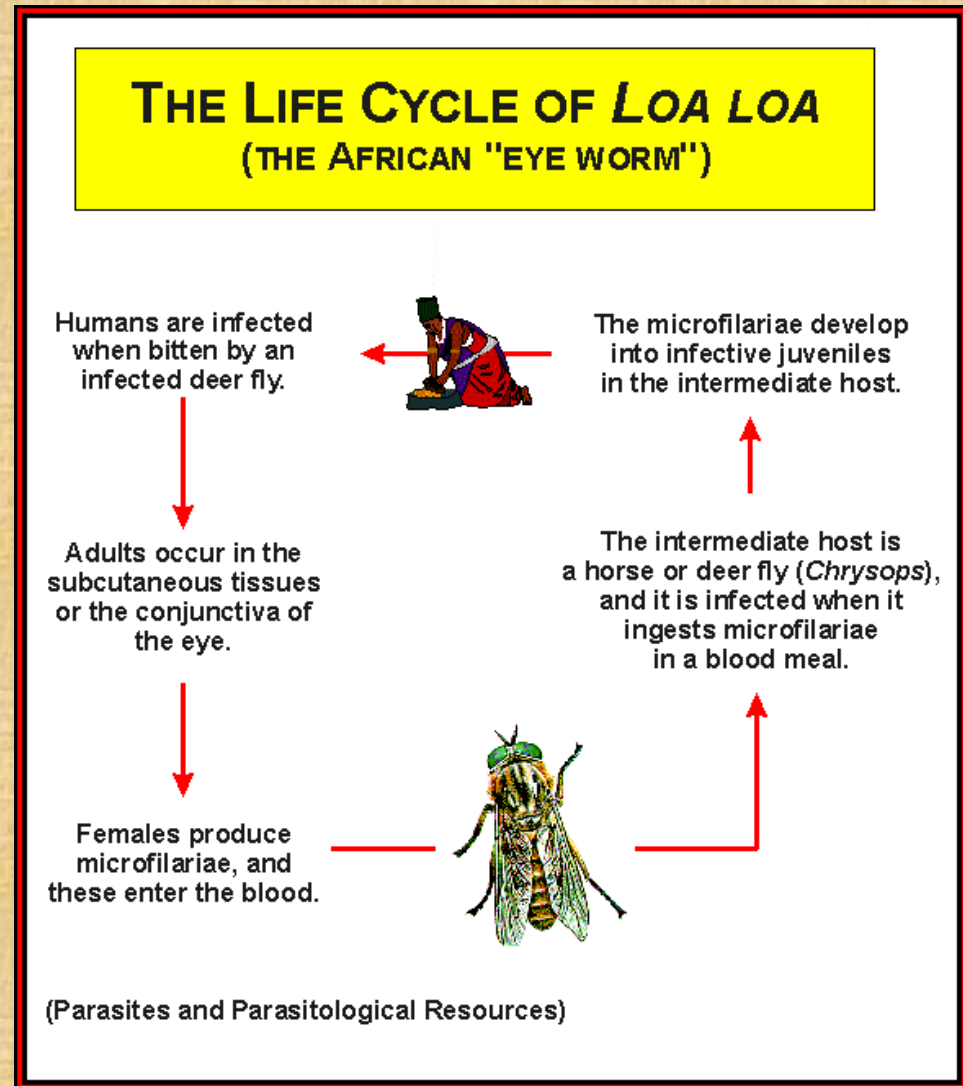 THE LIFE CYCLE OF LOA LOA
(THE AFRICAN "EYE WORM")
Humans are infected
when bitten by an
infected deer fly.
Adults occur in the
subcutaneous tissues
or the conjunctiva of
the eye.
Females produce
microfilariae, and
these enter the blood.
The intermediate host is
a horse or deer fly (Chrysops),
and it is infected when it
ingests microfilariae
in a blood meal.
The microfilariae develop
into infective juveniles
in the intermediate host.
(Parasites and Parasitological Resources)